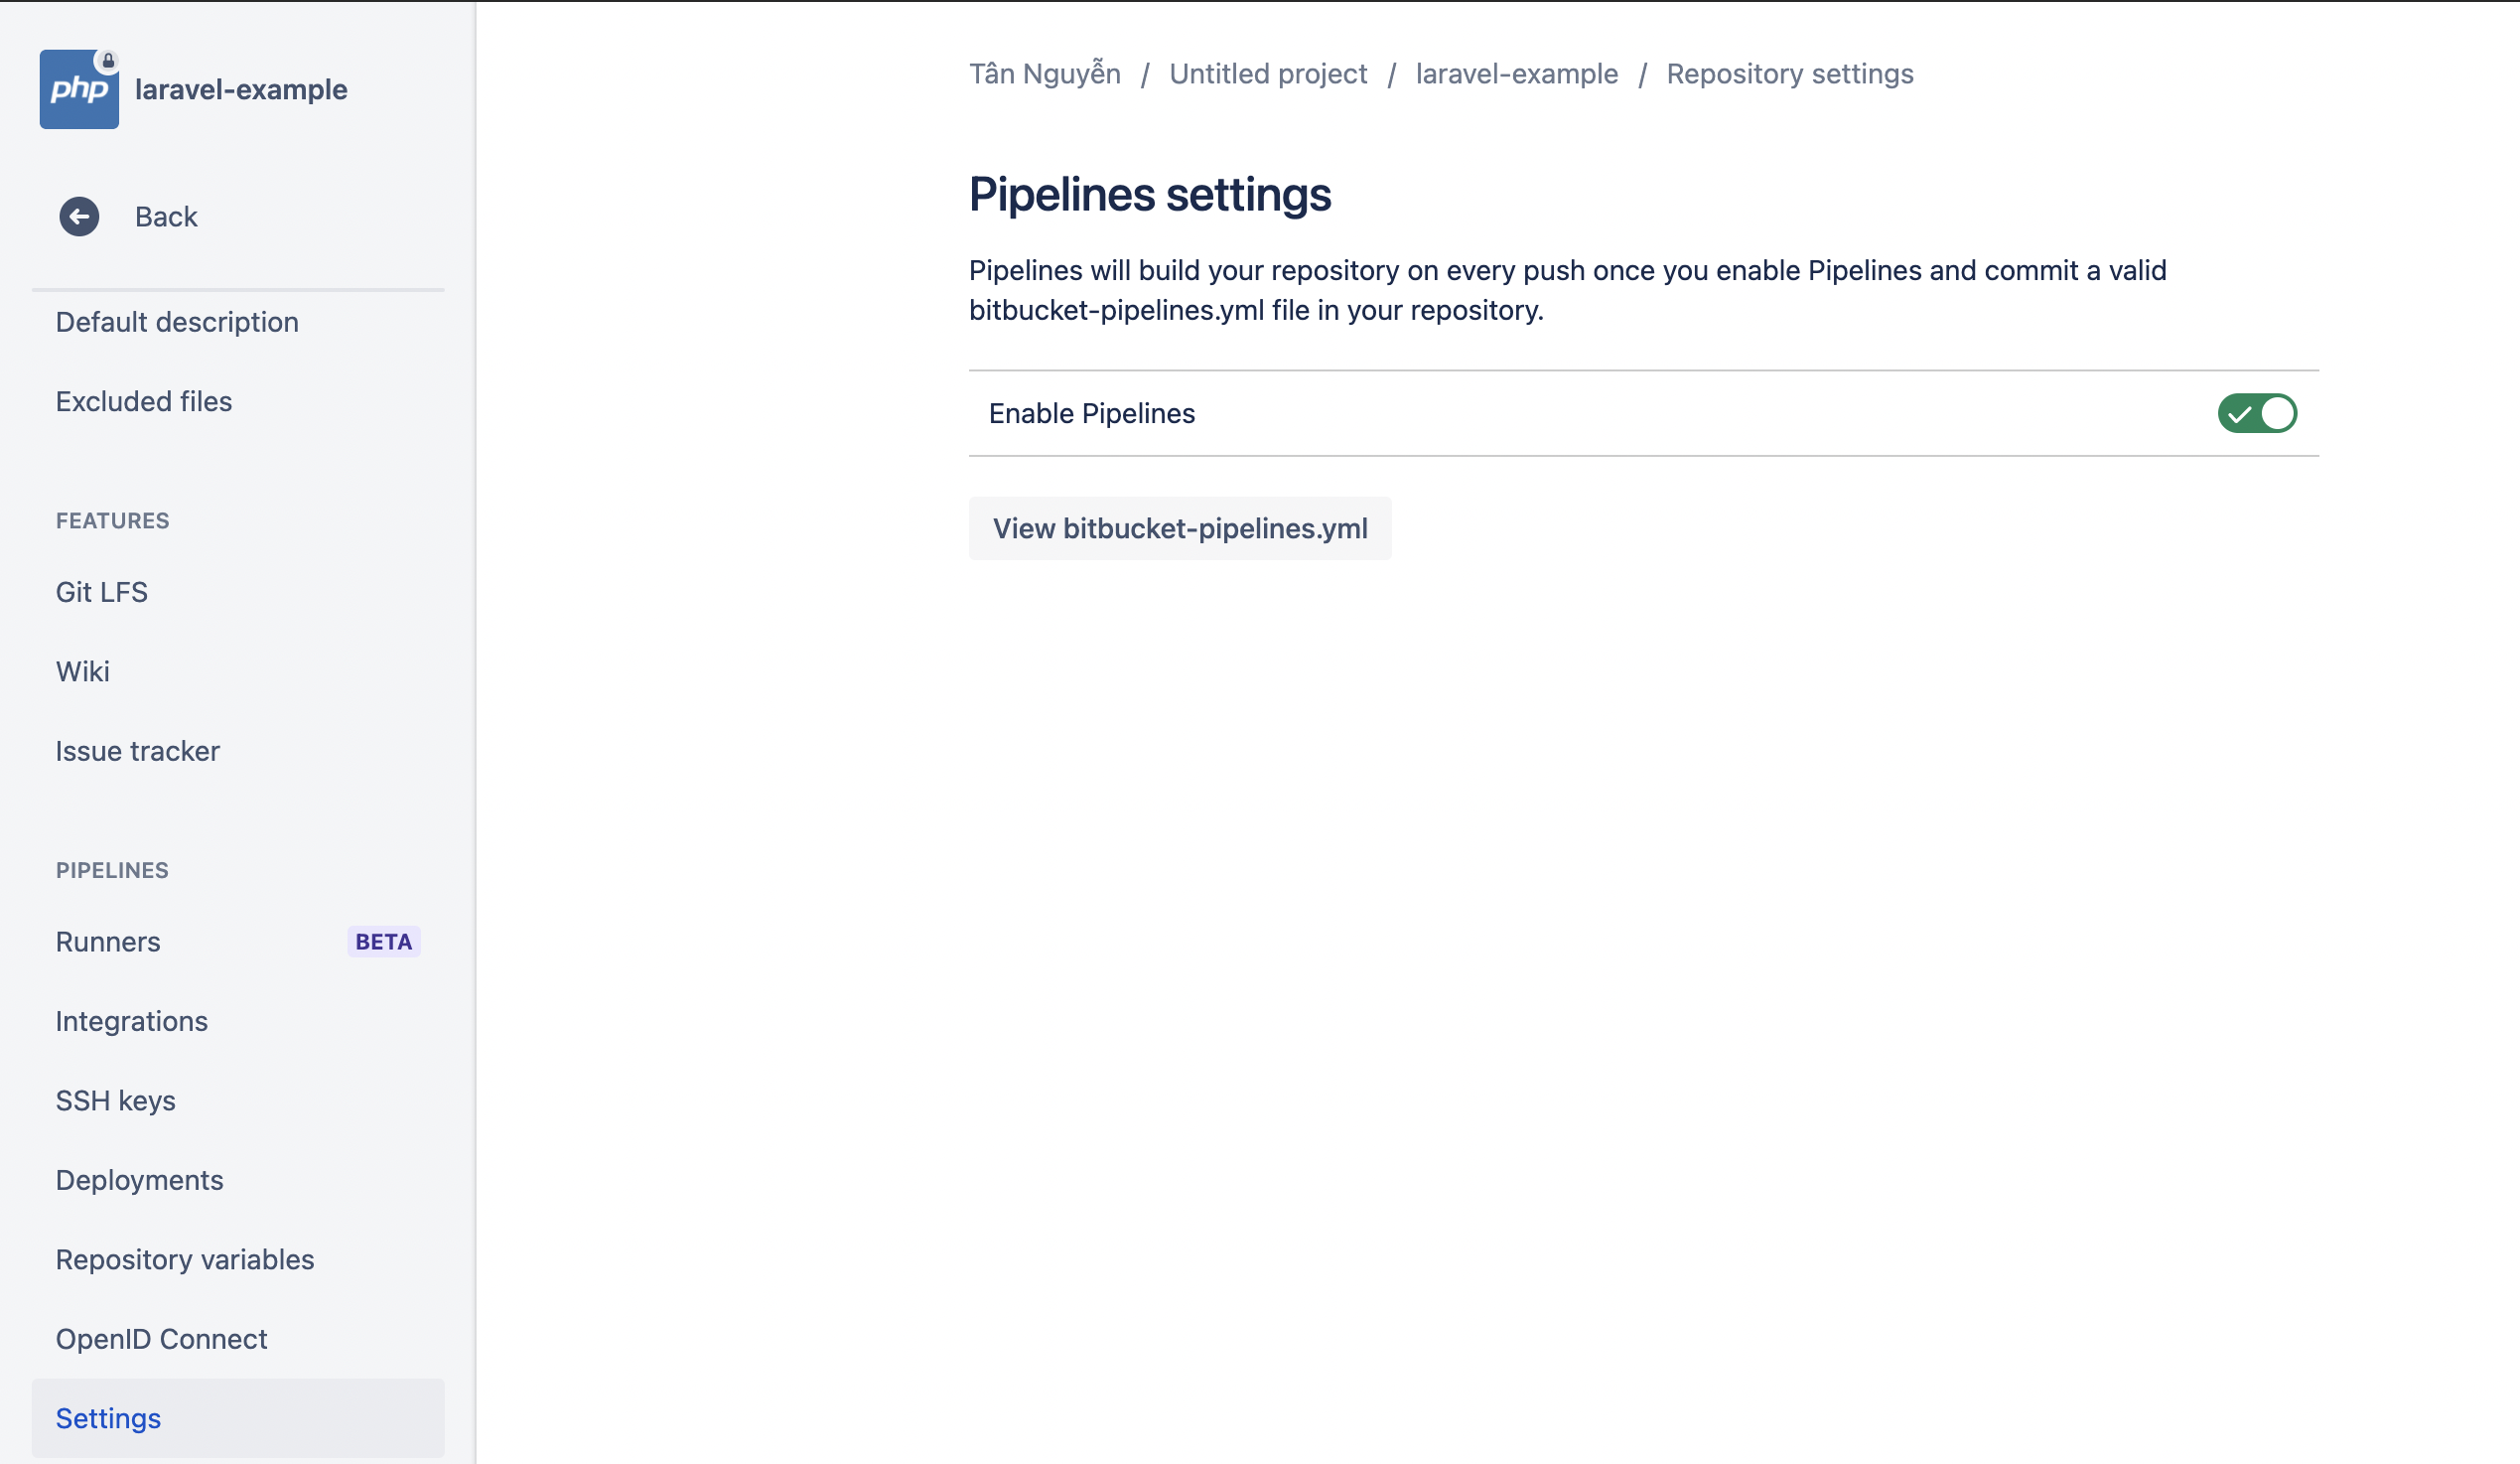 php
laravel-example
Back
Default description
Excluded files
FEATURES
Git LFS
Wiki
Issue tracker
PIPELINES
Runners BETA
Integrations
SSH keys
Deployments
Repository variables
OpenID Connect
Settings
Tân Nguyễn / Untitled project / laravel-example / Repository settings
Pipelines settings
Pipelines will build your repository on every push once you enable Pipelines and commit a valid
bitbucket-pipelines.yml file in your repository.
Enable Pipelines
View bitbucket-pipelines.yml